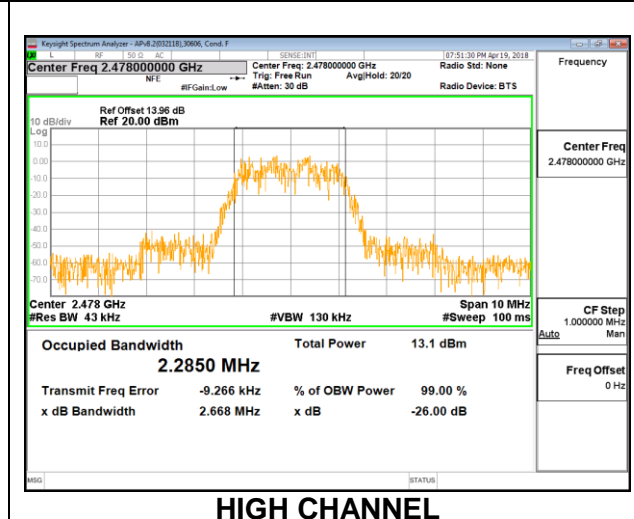 Keysight Spectrum Analyzer - APv8.2(032118),30606, Cond. F
L RF 50 Ω AC SENSE:INT 07:51:30 PM Apr 19, 2018
Center Freq 2.478000000 GHz Center Freq: 2.478000000 GHz Radio Std: None
NFE Trig: Free Run Avg|Hold: 20/20
#IFGain:Low #Atten: 30 dB Radio Device: BTS
Frequency
Ref Offset 13.96 dB
10 dB/div Ref 20.00 dBm
Log
10.0
0.00
-10.0
-20.0
-30.0
-40.0
-50.0
-60.0
-70.0
Center 2.478 GHz Span 10 MHz
#Res BW 43 kHz #VBW 130 kHz #Sweep 100 ms
Occupied Bandwidth Total Power 13.1 dBm
2.2850 MHz
Transmit Freq Error -9.266 kHz % of OBW Power 99.00 %
x dB Bandwidth 2.668 MHz x dB -26.00 dB
Center Freq
2.478000000 GHz
CF Step
1.000000 MHz
Auto Man
Freq Offset
0 Hz
MSG STATUS
HIGH CHANNEL